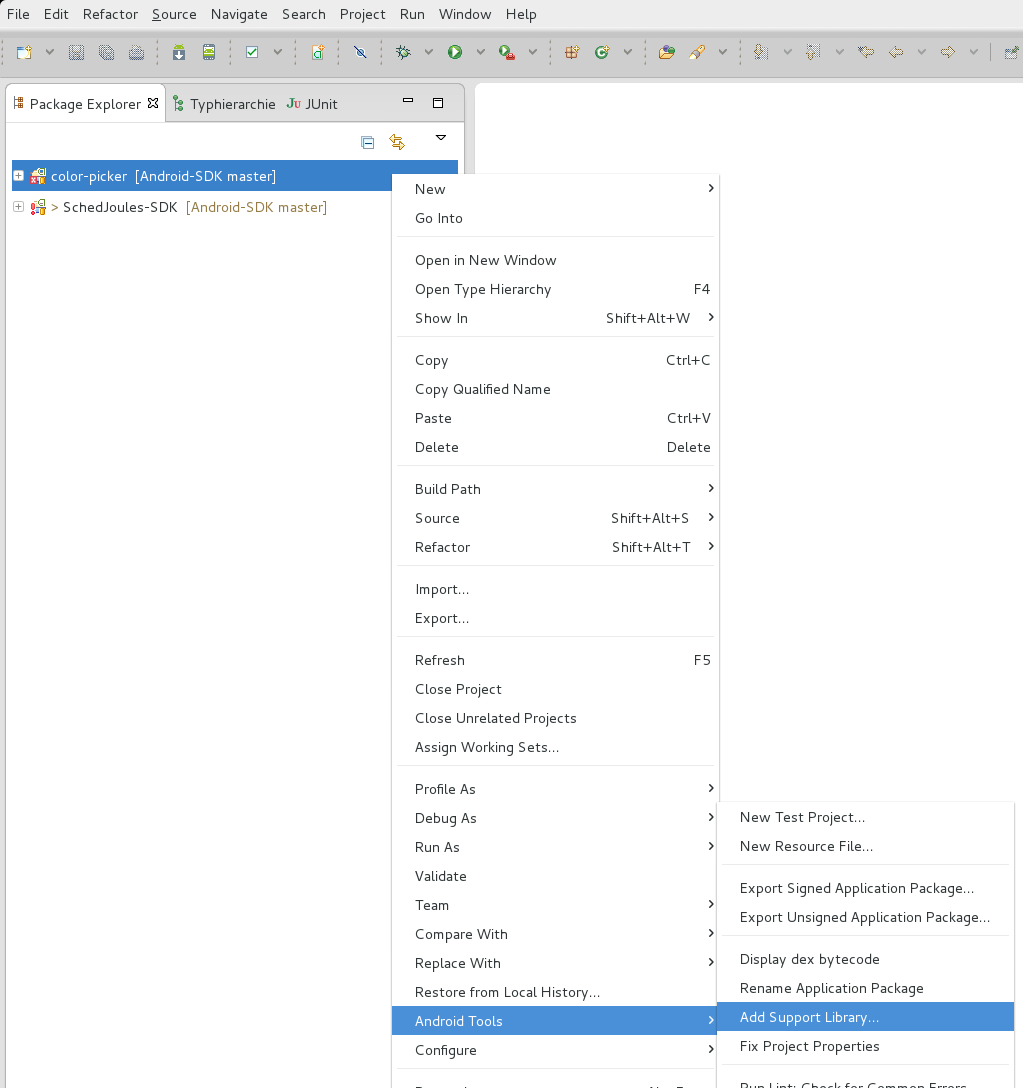 File Edit Refactor Source Navigate Search Project Run Window Help
Package Explorer Typhierarchie JU JUnit
color-picker [Android-SDK master]
> SchedJoules-SDK [Android-SDK master]
New
Go Into
Open in New Window
Open Type Hierarchy F4
Show In Shift+Alt+W
Copy Ctrl+C
Copy Qualified Name
Paste Ctrl+V
Delete Delete
Build Path
Source Shift+Alt+S
Refactor Shift+Alt+T
Import...
Export...
Refresh F5
Close Project
Close Unrelated Projects
Assign Working Sets...
Profile As
Debug As
Run As
Validate
Team
Compare With
Replace With
Restore from Local History...
Android Tools
Configure
New Test Project...
New Resource File...
Export Signed Application Package...
Export Unsigned Application Package...
Display dex bytecode
Rename Application Package
Add Support Library...
Fix Project Properties
Run Lint: Check for Common Errors